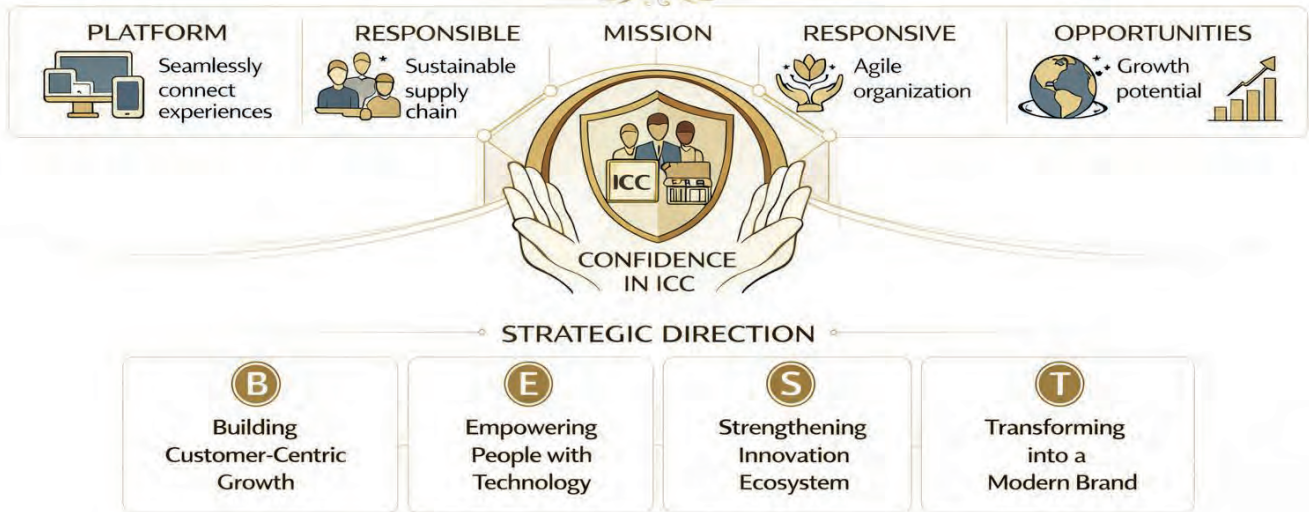 PLATFORM
Seamlessly
connect
experiences
RESPONSIBLE
Sustainable
supply
chain
MISSION
RESPONSIVE
Agile
organization
OPPORTUNITIES
Growth
potential
ICC
CONFIDENCE
IN ICC
STRATEGIC DIRECTION
B
Building
Customer-Centric
Growth
E
Empowering
People with
Technology
S
Strengthening
Innovation
Ecosystem
T
Transforming
into a
Modern Brand